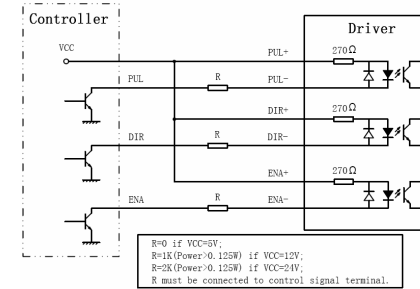 Controller
Driver
VCC
PUL+
270Ω
PUL
R
PUL-
DIR+
270Ω
DIR
R
DIR-
ENA+
270Ω
ENA
R
ENA-
R=0 if VCC=5V;
R=1K(Power>0.125W) if VCC=12V;
R=2K(Power>0.125W) if VCC=24V;
R must be connected to control signal terminal.